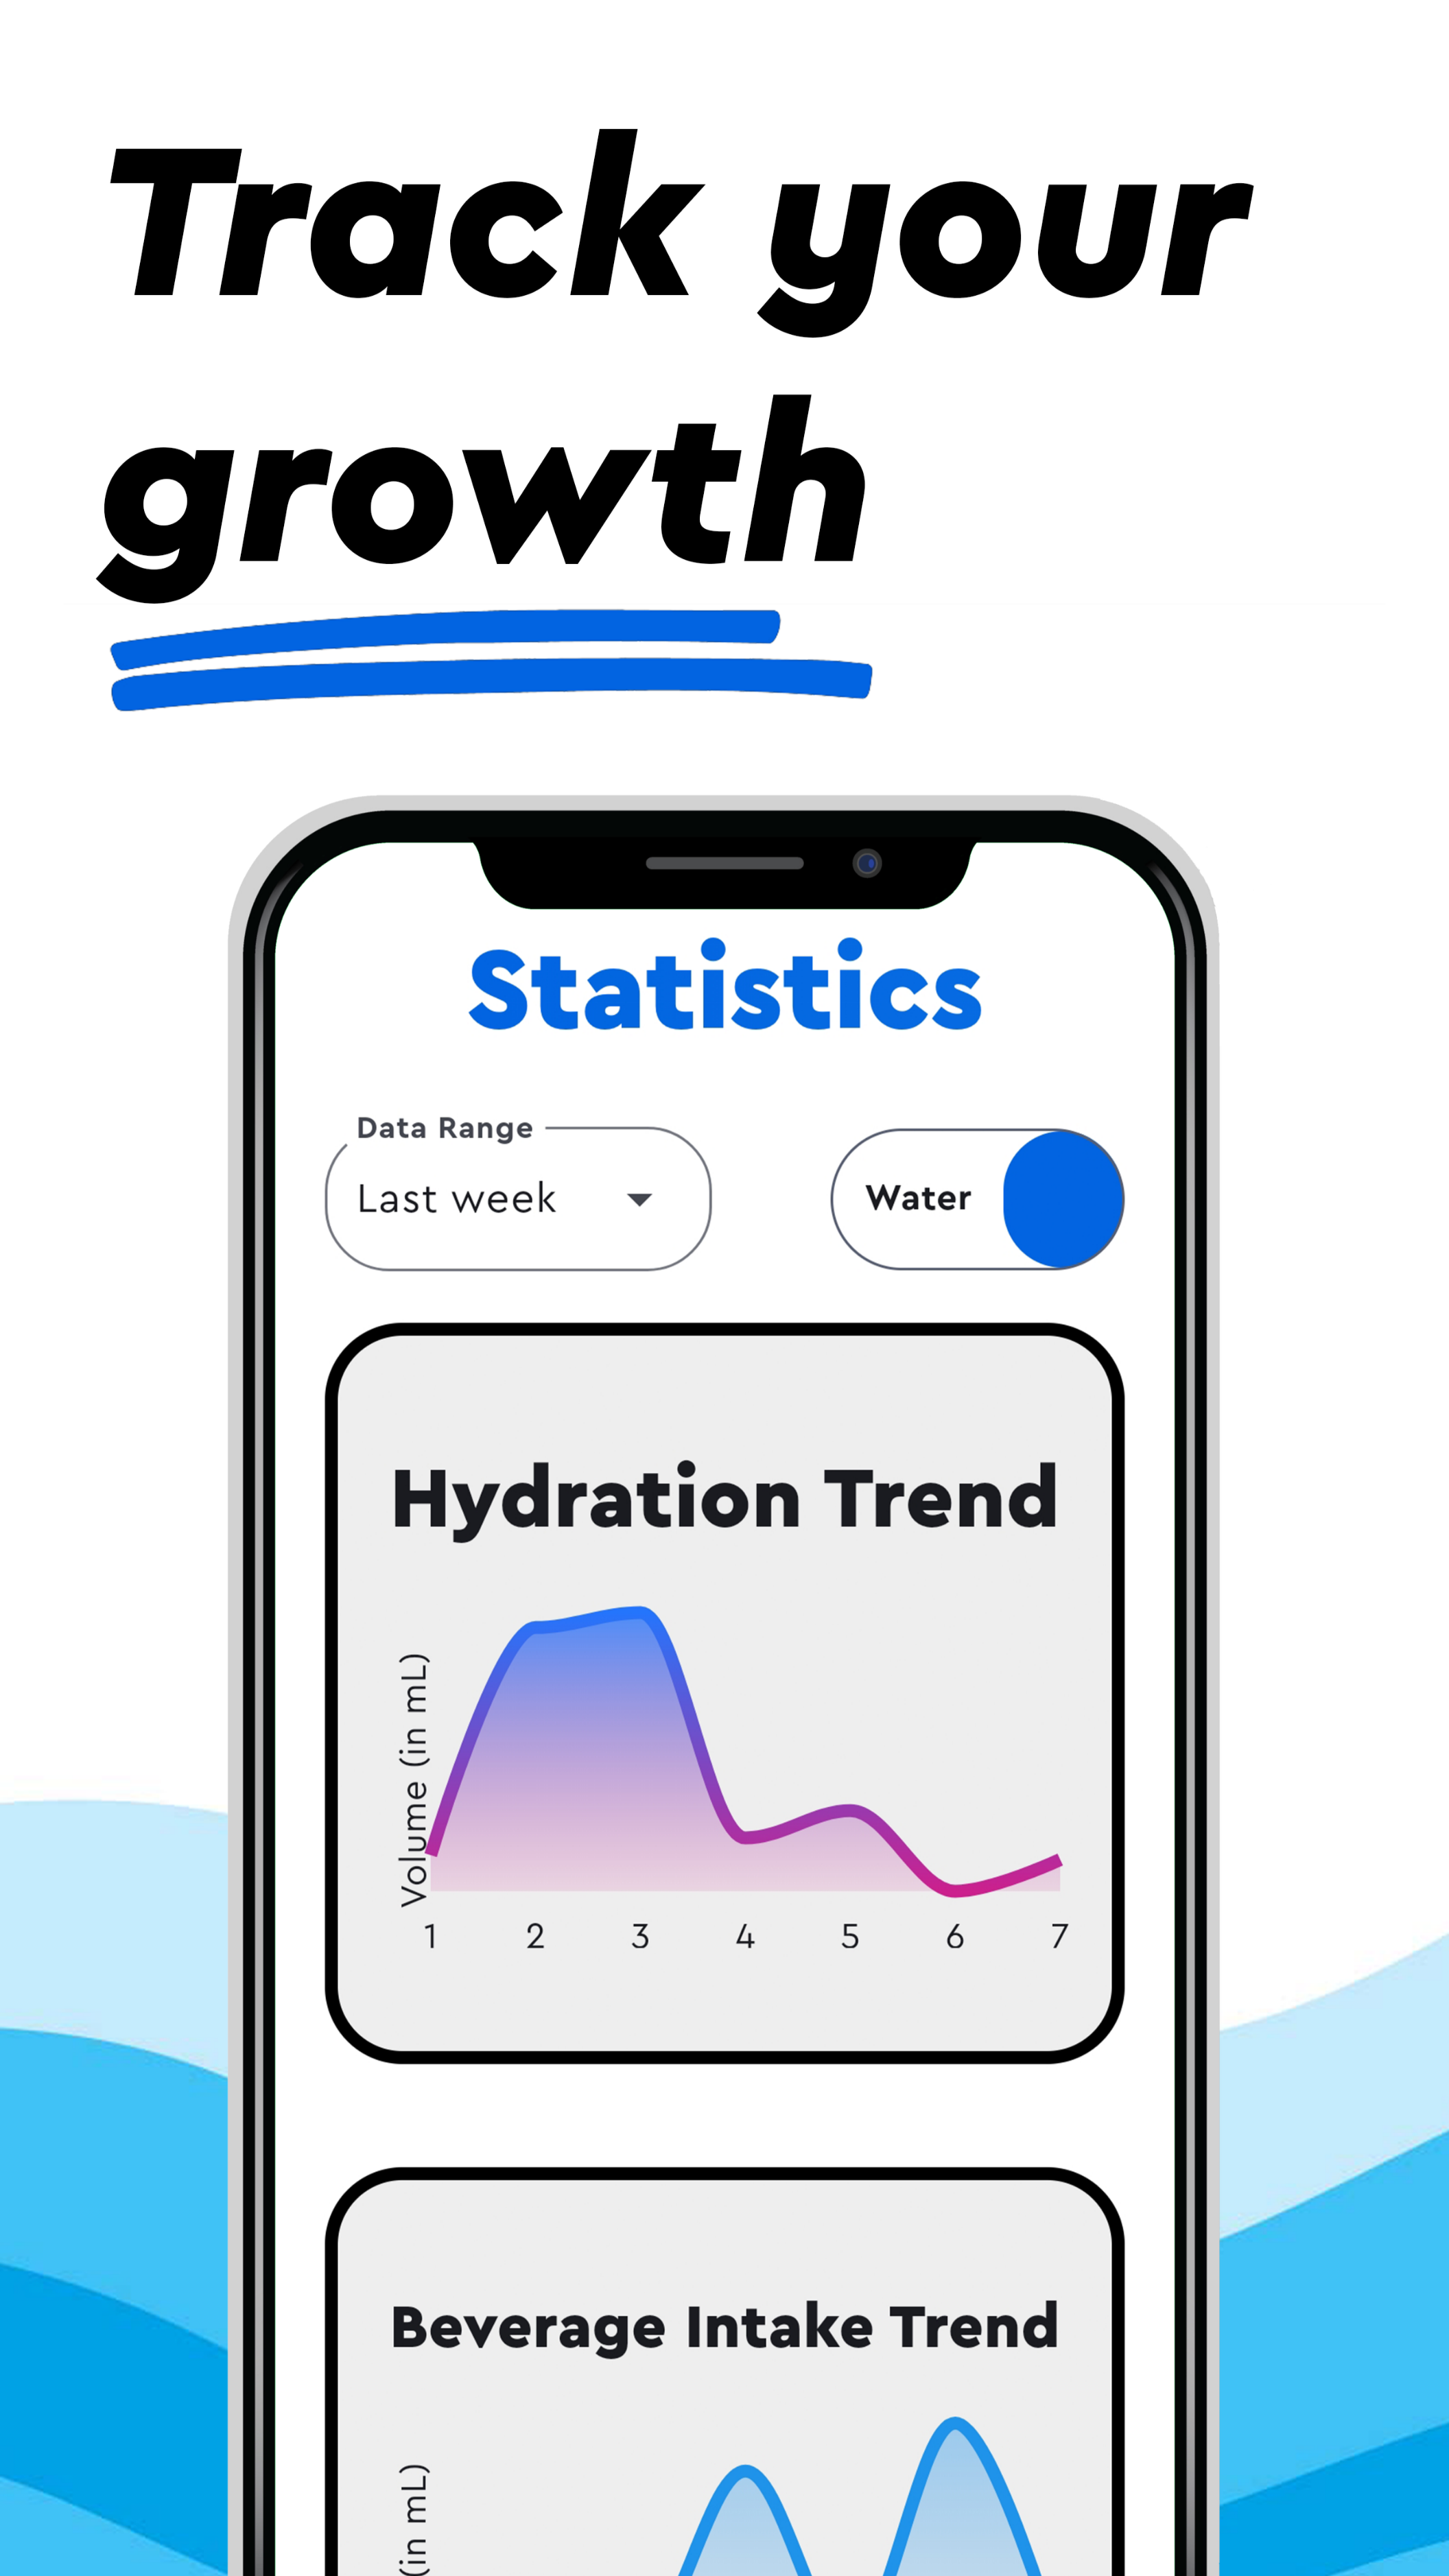 Track your
growth
Statistics
Data Range
Last week
Water
Hydration Trend
Volume (in mL)
1 2 3 4 5 6 7
Beverage Intake Trend
(in mL)